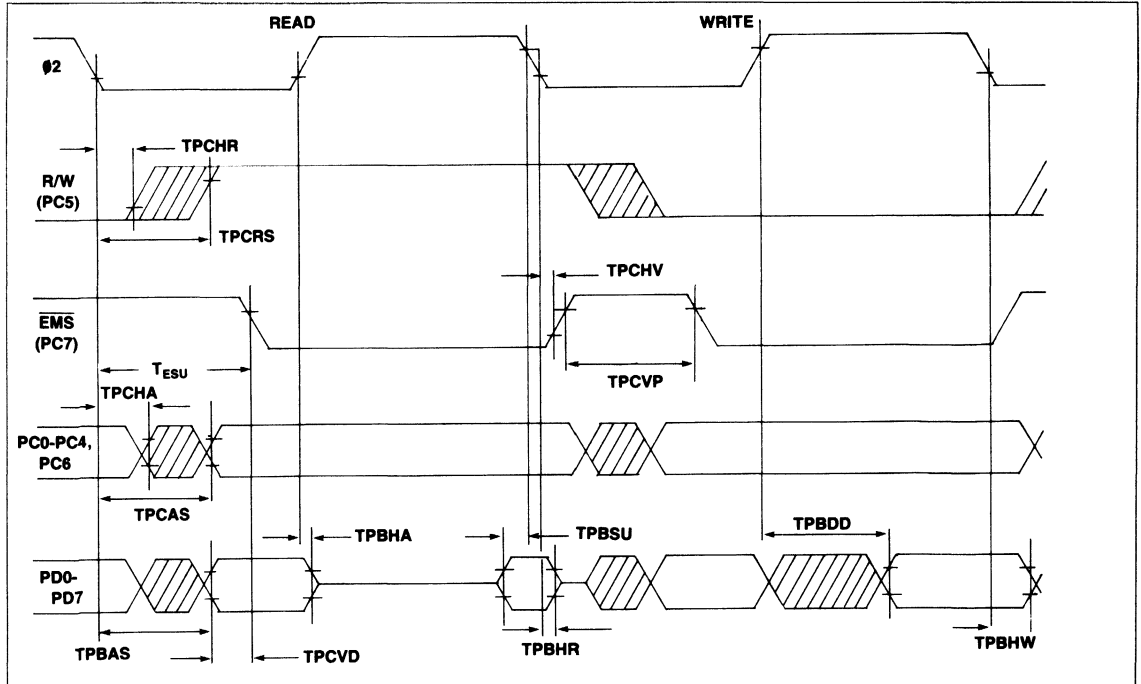 READ
WRITE
ø2
TPCHR
R/W
(PC5)
TPCRS
TPCHV
EMS
(PC7)
TESU
TPCVP
TPCHA
PC0-PC4,
PC6
TPCAS
TPBHA
TPBSU
TPBDD
PD0-
PD7
TPBAS
TPCVD
TPBHR
TPBHW